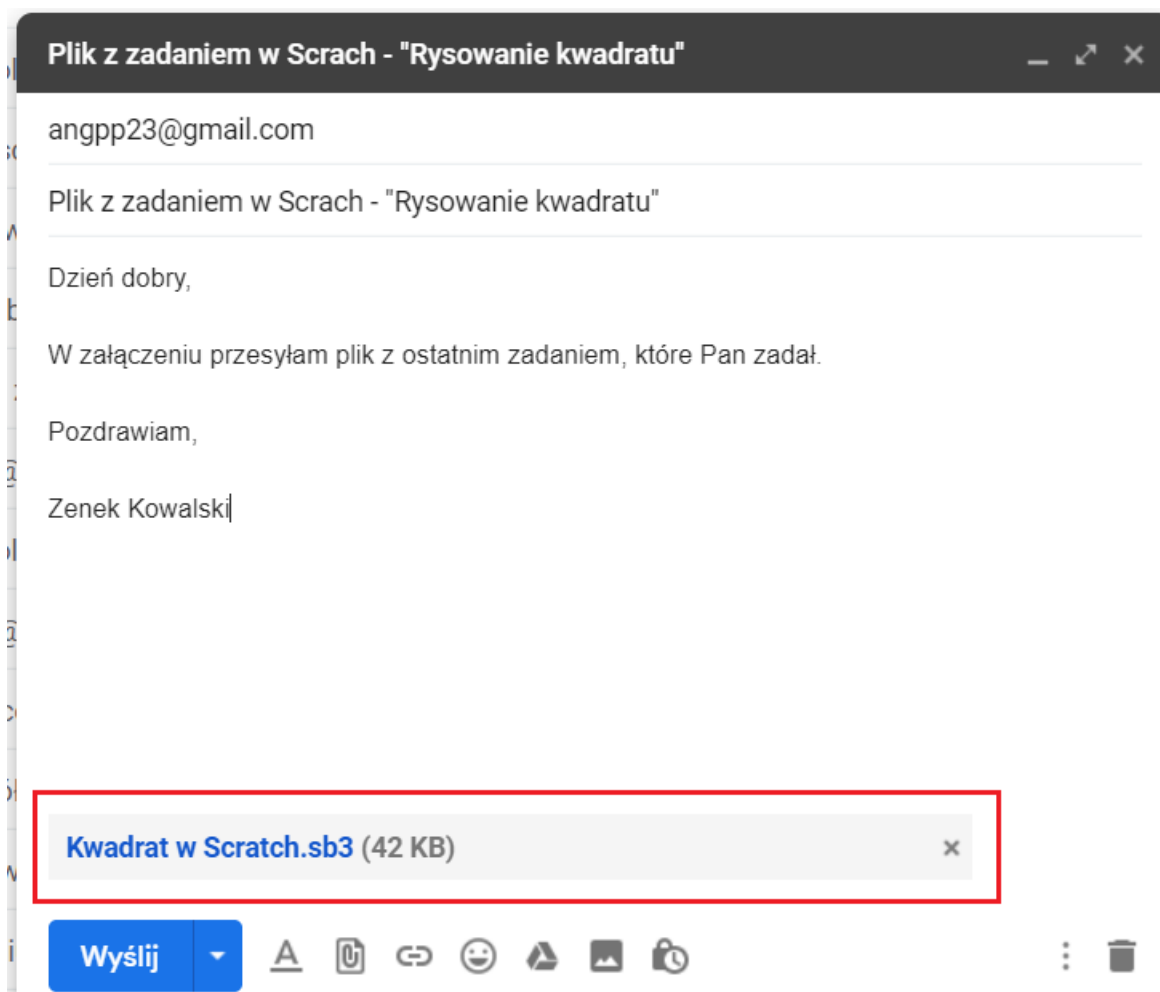 Plik z zadaniem w Scrach - "Rysowanie kwadratu"
angpp23@gmail.com
Plik z zadaniem w Scrach - "Rysowanie kwadratu"
Dzień dobry,
W załączeniu przesyłam plik z ostatnim zadaniem, które Pan zadał.
Pozdrawiam,
Zenek Kowalski
Kwadrat w Scratch.sb3 (42 KB)
Wyślij